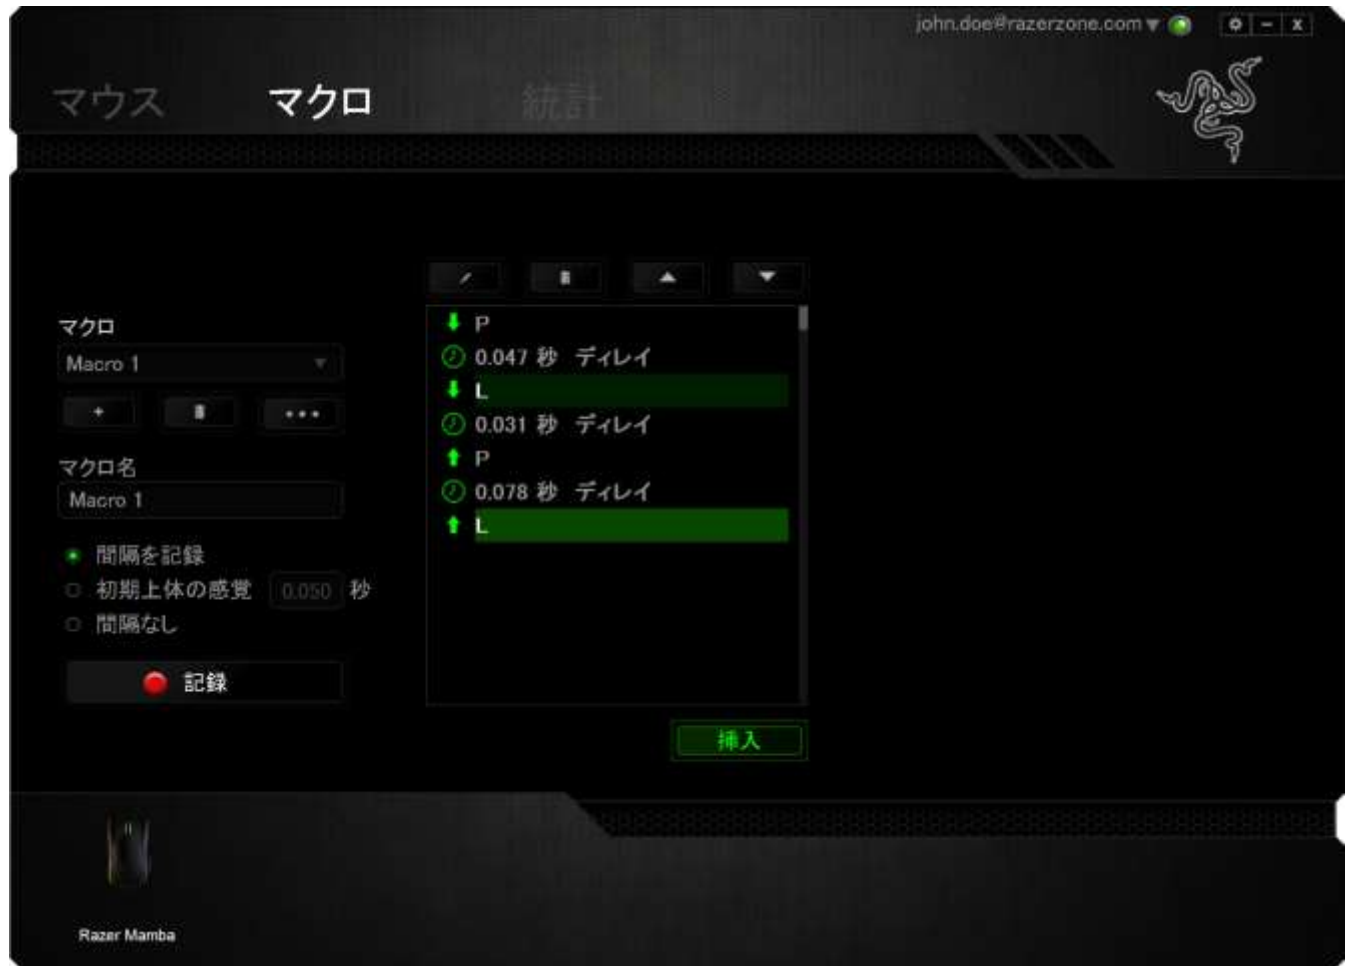 john.doe@razerzone.com
マウス マクロ 統計
マクロ
Macro 1
マクロ名
Macro 1
間隔を記録
初期上体の感覚 0.050 秒
間隔なし
記録
P
0.047 秒 ディレイ
L
0.031 秒 ディレイ
P
0.078 秒 ディレイ
L
挿入
Razer Mamba